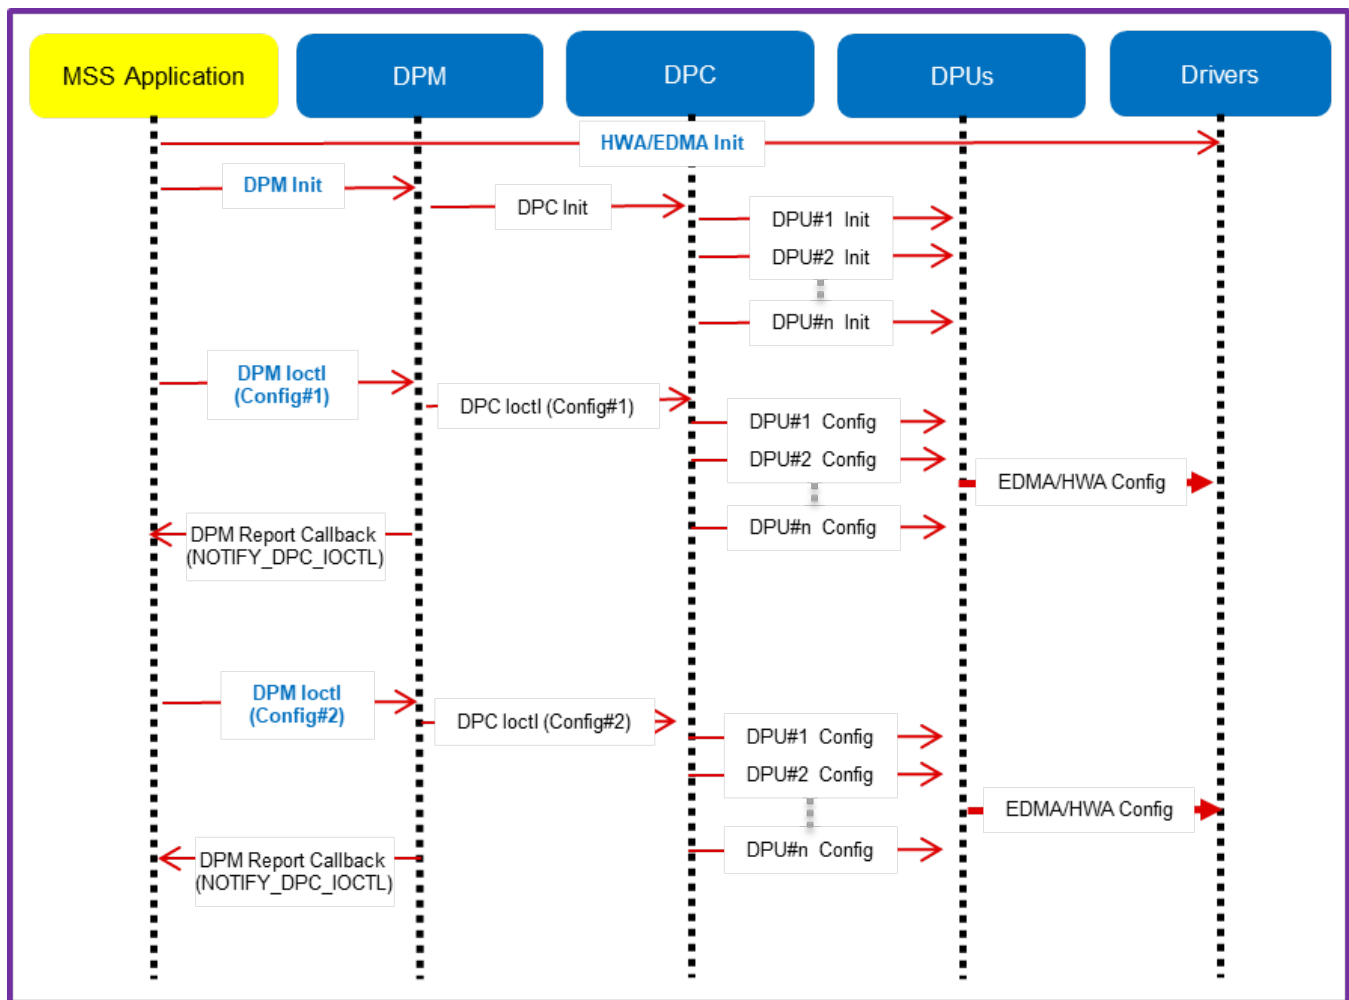 MSS Application
DPM
DPC
DPUs
Drivers
HWA/EDMA Init
DPM Init
DPC Init
DPU#1 Init
DPU#2 Init
DPU#n Init
DPM Ioctl
(Config#1)
DPC Ioctl (Config#1)
DPU#1 Config
DPU#2 Config
EDMA/HWA Config
DPU#n Config
DPM Report Callback
(NOTIFY_DPC_IOCTL)
DPM Ioctl
(Config#2)
DPC Ioctl (Config#2)
DPU#1 Config
DPU#2 Config
EDMA/HWA Config
DPU#n Config
DPM Report Callback
(NOTIFY_DPC_IOCTL)